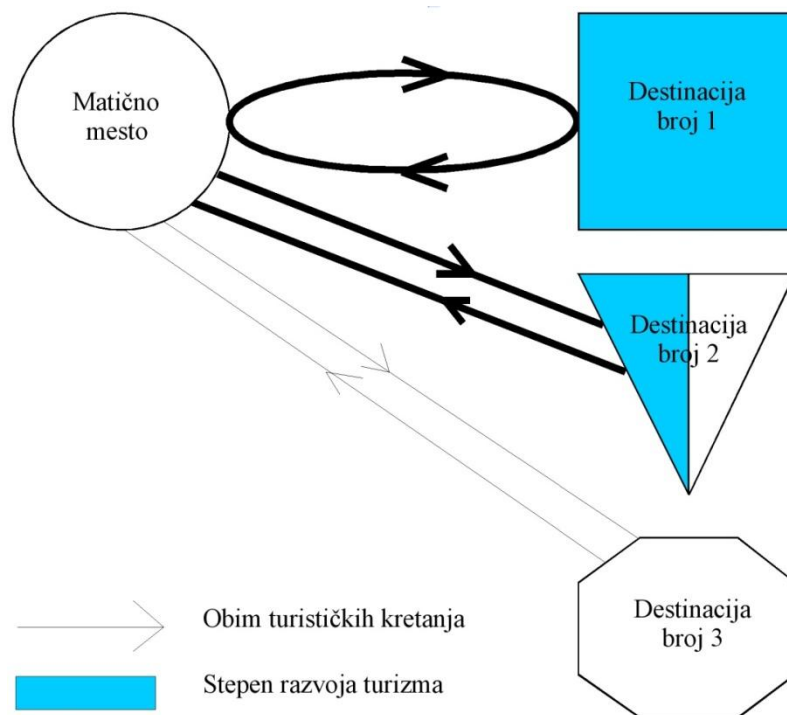 Matično
mesto
Destinacija
broj 1
Destinacija
broj 2
Destinacija
broj 3
Obim turističkih kretanja
Stepen razvoja turizma